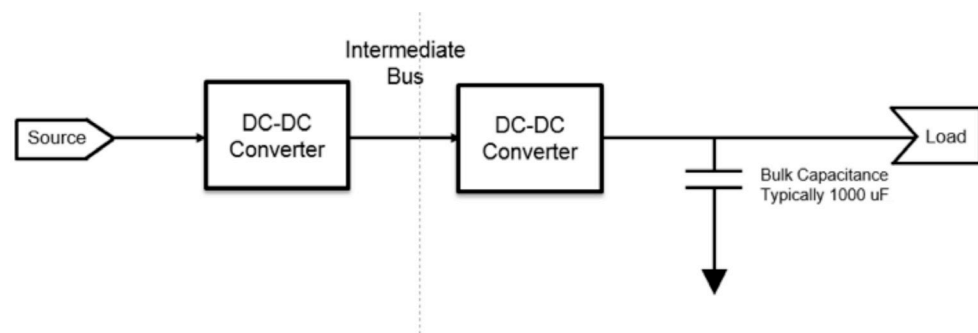 Intermediate
Bus
Source
DC-DC
Converter
DC-DC
Converter
Load
Bulk Capacitance
Typically 1000 uF